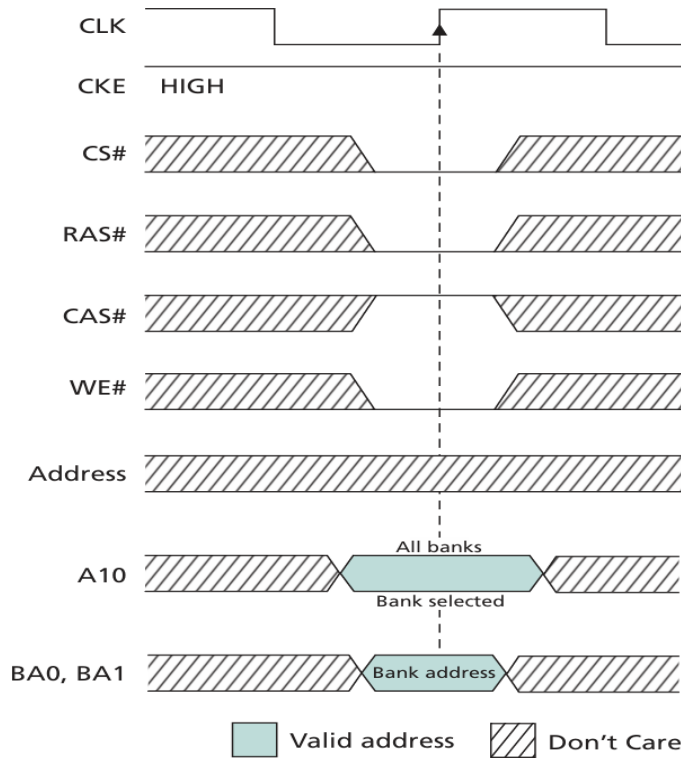 CLK
CKE HIGH
CS#
RAS#
CAS#
WE#
Address
All banks
A10
Bank selected
BA0, BA1 Bank address
Valid address Don't Care